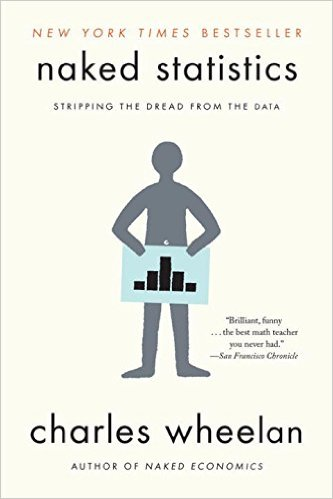 NEW YORK TIMES BESTSELLER
naked statistics
STRIPPING THE DREAD FROM THE DATA
“Brilliant, funny
. . . the best math teacher
you never had.”
—San Francisco Chronicle
charles wheelan
AUTHOR OF NAKED ECONOMICS